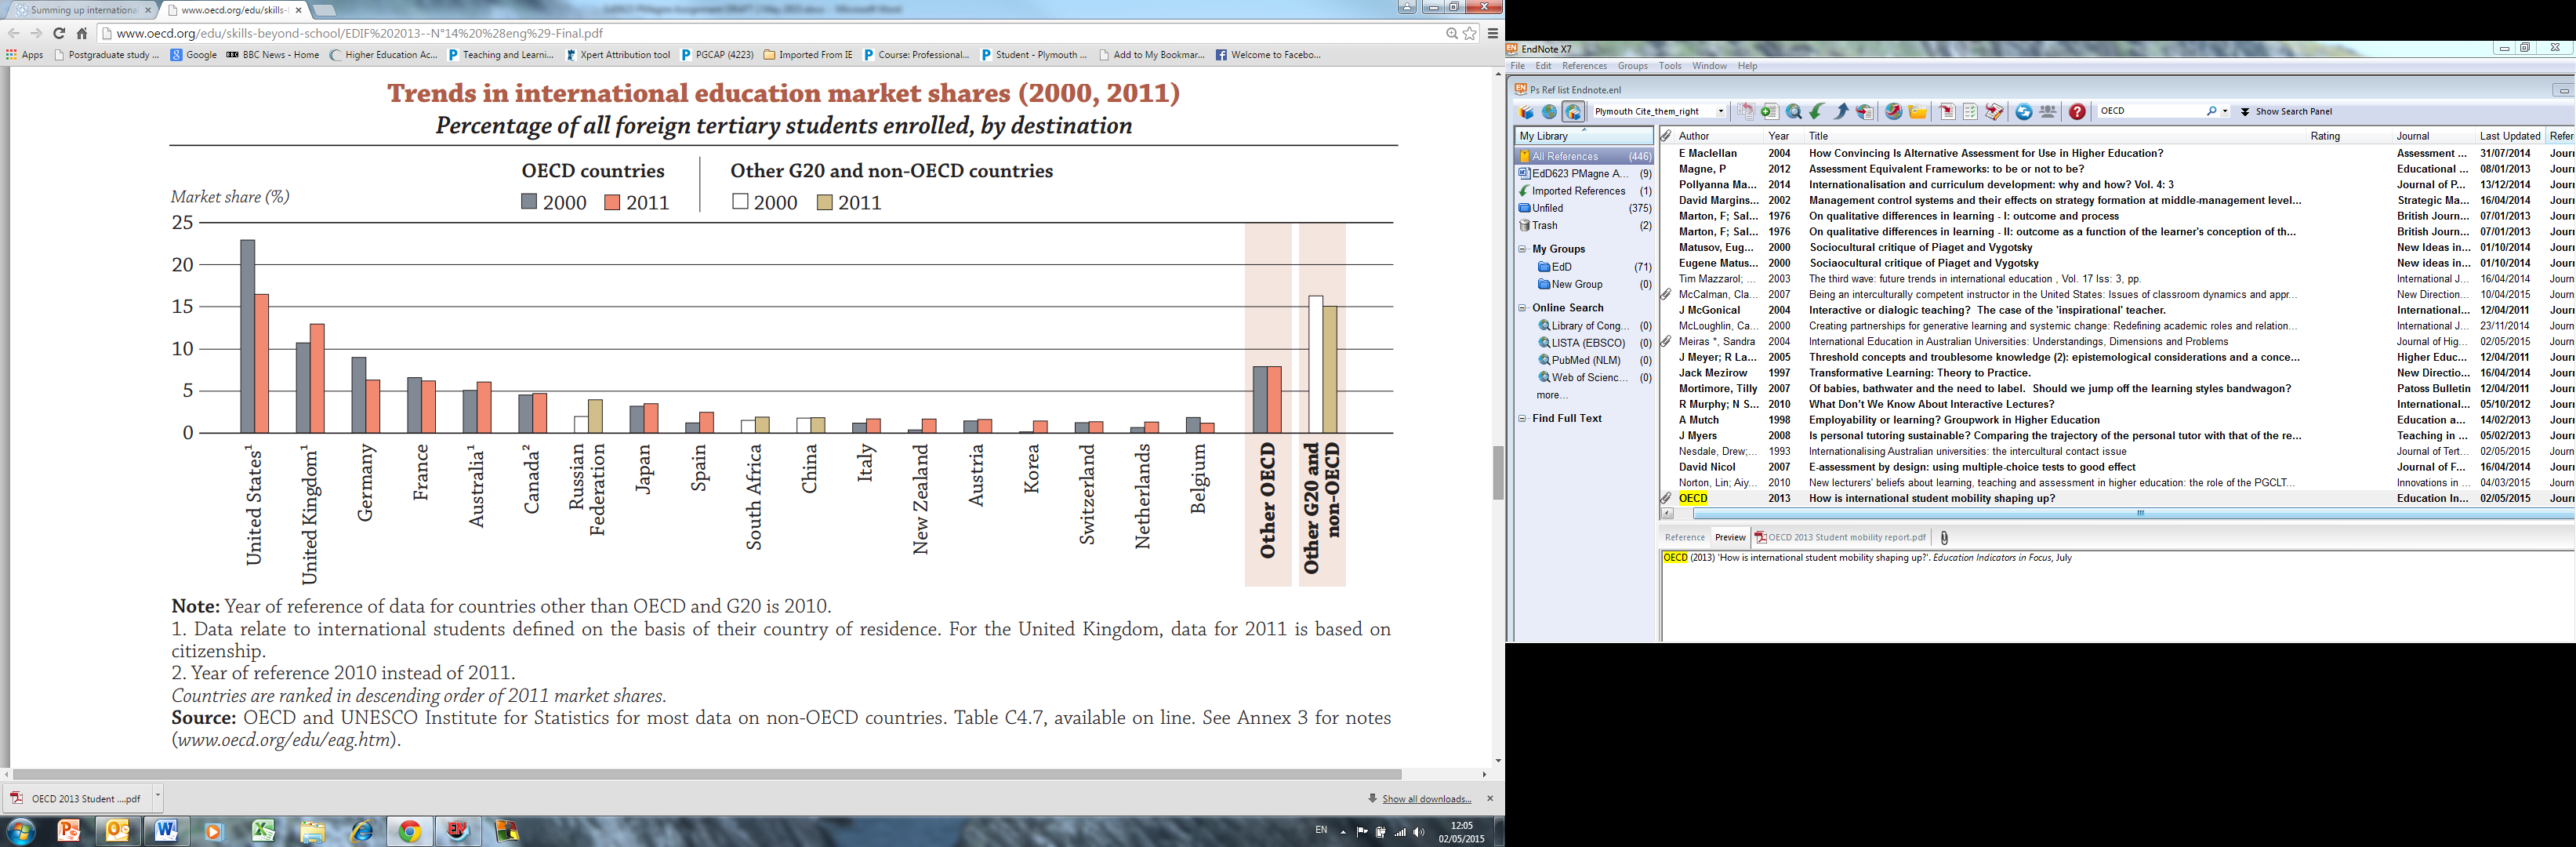 Summing up internationa
www.oecd.org/edu/skills-
www.oecd.org/edu/skills-beyond-school/EDIF%202013--N°14%20%28eng%29-Final.pdf
Apps
Postgraduate study ...
Google
BBC News - Home
Higher Education Ac...
Teaching and Learni...
Xpert Attribution tool
PGCAP (4223)
Imported From IE
Course: Professional...
Student - Plymouth ...
Add to My Bookmar...
Welcome to Facebo...
Trends in international education market shares (2000, 2011)
Percentage of all foreign tertiary students enrolled, by destination
OECD countries
Other G20 and non-OECD countries
2000 2011
2000 2011
Market share (%)
25
20
15
10
5
0
United States¹
United Kingdom¹
Germany
France
Australia¹
Canada²
Russian
Federation
Japan
Spain
South Africa
China
Italy
New Zealand
Austria
Korea
Switzerland
Netherlands
Belgium
Other OECD
Other G20 and
non-OECD
Note: Year of reference of data for countries other than OECD and G20 is 2010.
1. Data relate to international students defined on the basis of their country of residence. For the United Kingdom, data for 2011 is based on
citizenship.
2. Year of reference 2010 instead of 2011.
Countries are ranked in descending order of 2011 market shares.
Source: OECD and UNESCO Institute for Statistics for most data on non-OECD countries. Table C4.7, available on line. See Annex 3 for notes
(www.oecd.org/edu/eag.htm).
OECD 2013 Student ....pdf
Show all downloads...
EN
12:05
02/05/2015
EndNote X7
File Edit References Groups Tools Window Help
Ps Ref list Endnote.enl
Plymouth Cite_them_right
OECD
Show Search Panel
My Library
All References (446)
EdD623 PMagne A... (9)
Imported References (1)
Unfiled (375)
Trash (2)
My Groups
EdD (71)
New Group (0)
Online Search
Library of Cong... (0)
LISTA (EBSCO) (0)
PubMed (NLM) (0)
Web of Scienc... (0)
more...
Find Full Text
Author Year Title Rating Journal Last Updated Refer
E Maclellan 2004 How Convincing Is Alternative Assessment for Use in Higher Education? Assessment ... 31/07/2014 Journ
Magne, P 2012 Assessment Equivalent Frameworks: to be or not to be? Educational ... 08/01/2013 Journ
Pollyanna Ma... 2014 Internationalisation and curriculum development: why and how? Vol. 4: 3 Journal of P... 13/12/2014 Journ
David Margins... 2002 Management control systems and their effects on strategy formation at middle-management level... Strategic Ma... 16/04/2014 Journ
Marton, F; Sal... 1976 On qualitative differences in learning - I: outcome and process British Journ... 07/01/2013 Journ
Marton, F; Sal... 1976 On qualitative differences in learning - II: outcome as a function of the learner's conception of th... British Journ... 07/01/2013 Journ
Matusov, Eug... 2000 Sociocultural critique of Piaget and Vygotsky New Ideas in... 01/10/2014 Journ
Eugene Matus... 2000 Sociaocultural critique of Piaget and Vygotsky New ideas in... 01/10/2014 Journ
Tim Mazzarol; ... 2003 The third wave: future trends in international education , Vol. 17 Iss: 3, pp. International J... 16/04/2014 Journ
McCalman, Cla... 2007 Being an interculturally competent instructor in the United States: Issues of classroom dynamics and appr... New Direction... 10/04/2015 Journ
J McGonical 2004 Interactive or dialogic teaching? The case of the 'inspirational' teacher. International... 12/04/2011 Journ
McLoughlin, Ca... 2000 Creating partnerships for generative learning and systemic change: Redefining academic roles and relation... International J... 23/11/2014 Journ
Meiras *, Sandra 2004 International Education in Australian Universities: Understandings, Dimensions and Problems Journal of Hig... 02/05/2015 Journ
J Meyer; R La... 2005 Threshold concepts and troublesome knowledge (2): epistemological considerations and a conce... Higher Educ... 12/04/2011 Journ
Jack Mezirow 1997 Transformative Learning: Theory to Practice. New Directio... 16/04/2014 Journ
Mortimore, Tilly 2007 Of babies, bathwater and the need to label. Should we jump off the learning styles bandwagon? Patoss Bulletin 12/04/2011 Journ
R Murphy; N S... 2010 What Don't We Know About Interactive Lectures? International... 05/10/2012 Journ
A Mutch 1998 Employability or learning? Groupwork in Higher Education Education a... 14/02/2013 Journ
J Myers 2008 Is personal tutoring sustainable? Comparing the trajectory of the personal tutor with that of the re... Teaching in ... 05/02/2013 Journ
Nesdale, Drew;... 1993 Internationalising Australian universities: the intercultural contact issue Journal of Tert... 02/05/2015 Journ
David Nicol 2007 E-assessment by design: using multiple-choice tests to good effect Journal of F... 16/04/2014 Journ
Norton, Lin; Aiy... 2010 New lecturers' beliefs about learning, teaching and assessment in higher education: the role of the PGCLT... Innovations in ... 04/03/2015 Journ
OECD 2013 How is international student mobility shaping up? Education In... 02/05/2015 Journ
Reference Preview OECD 2013 Student mobility report.pdf
OECD (2013) 'How is international student mobility shaping up?'. Education Indicators in Focus, July